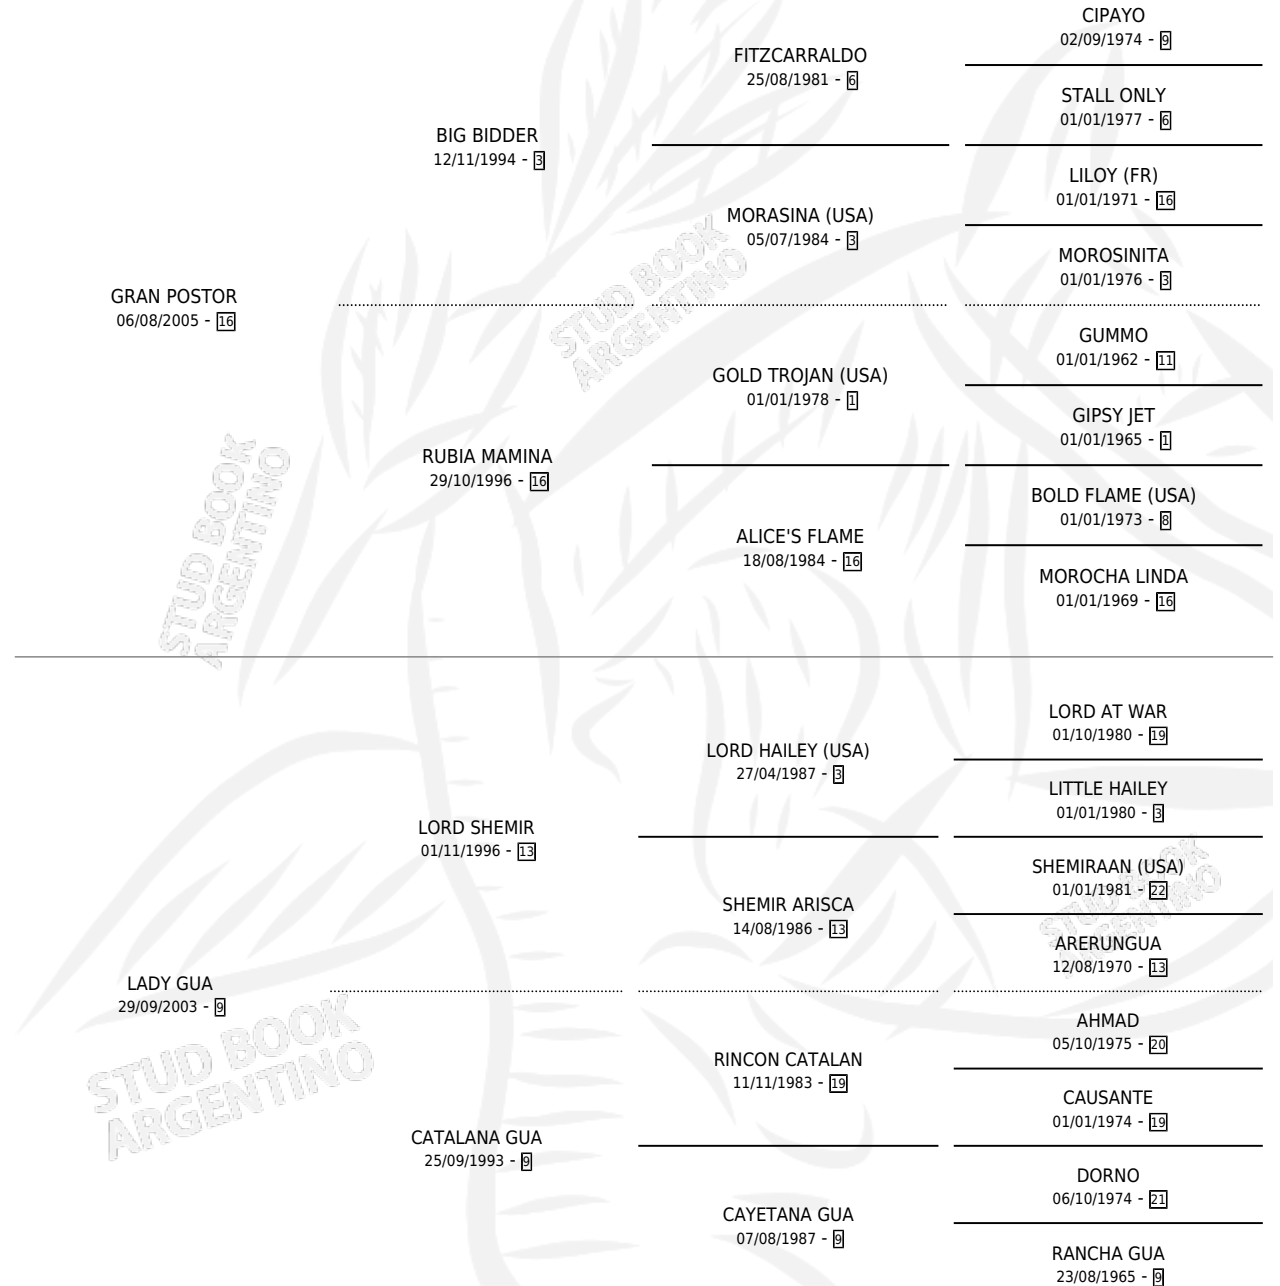 CIPAYO
02/09/1974 - 9
FITZCARRALDO
25/08/1981 - 6
STALL ONLY
01/01/1977 - 6
BIG BIDDER
12/11/1994 - 3
LILOY (FR)
01/01/1971 - 16
MORASINA (USA)
05/07/1984 - 3
MOROSINITA
01/01/1976 - 3
GRAN POSTOR
06/08/2005 - 16
STUD BOOK
ARGENTINO
GUMMO
01/01/1962 - 11
GOLD TROJAN (USA)
01/01/1978 - 1
GIPSY JET
01/01/1965 - 1
RUBIA MAMINA
29/10/1996 - 16
BOLD FLAME (USA)
01/01/1973 - 8
ALICE'S FLAME
18/08/1984 - 16
MOROCHA LINDA
01/01/1969 - 16
STUD BOOK
ARGENTINO
LORD AT WAR
01/10/1980 - 19
LORD HAILEY (USA)
27/04/1987 - 3
LITTLE HAILEY
01/01/1980 - 3
LORD SHEMIR
01/11/1996 - 13
SHEMIRAAN (USA)
01/01/1981 - 22
SHEMIR ARISCA
14/08/1986 - 13
STUD BOOK
ARGENTINO
ARERUNGUA
12/08/1970 - 13
LADY GUA
29/09/2003 - 9
STUD BOOK
ARGENTINO
AHMAD
05/10/1975 - 20
RINCON CATALAN
11/11/1983 - 19
CAUSANTE
01/01/1974 - 19
CATALANA GUA
25/09/1993 - 9
DORNO
06/10/1974 - 21
CAYETANA GUA
07/08/1987 - 9
RANCHA GUA
23/08/1965 - 9